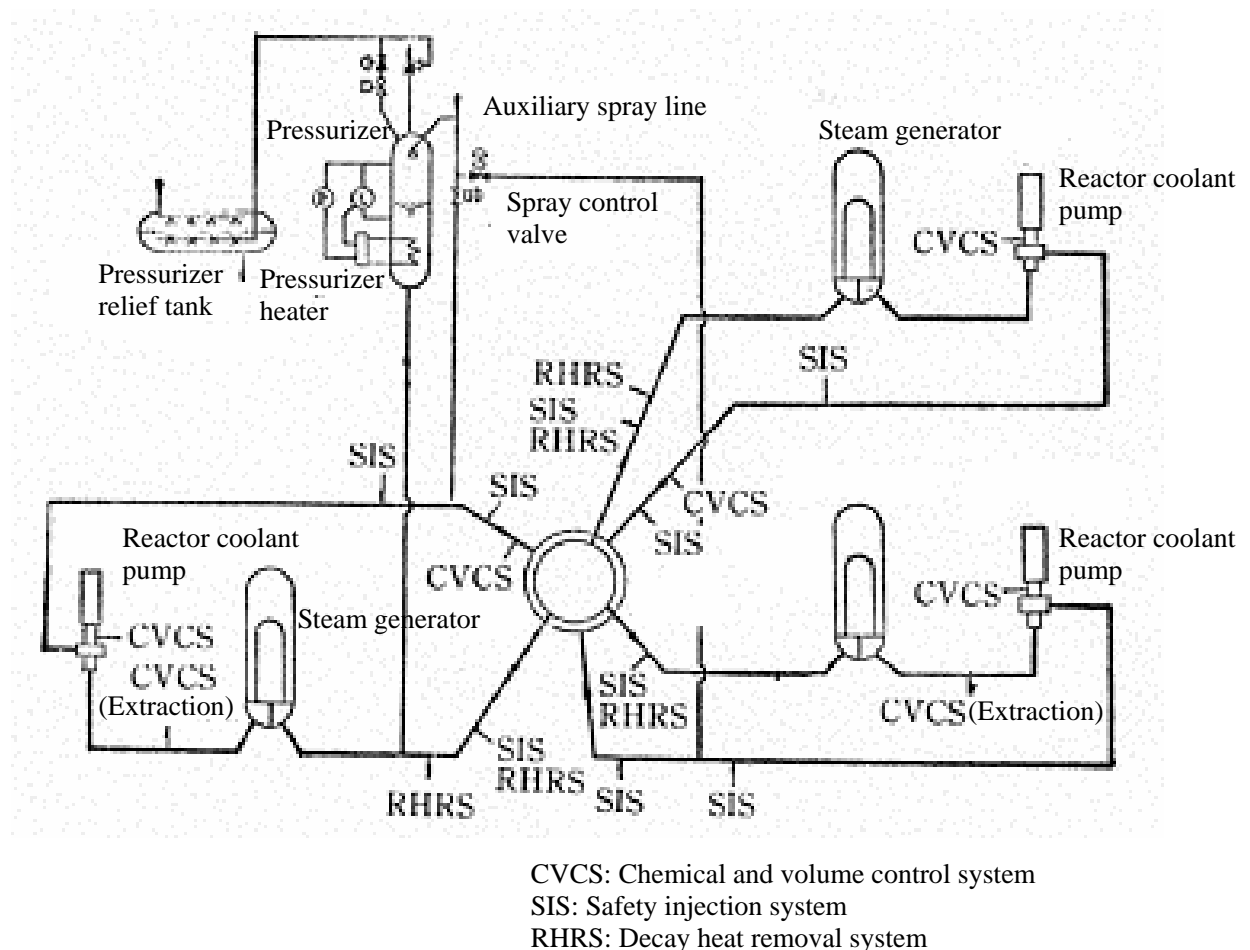 Auxiliary spray line
Pressurizer
Steam generator
Reactor coolant
pump
CVCS
Spray control
valve
Pressurizer
relief tank
Pressurizer
heater
RHRS
SIS
SIS
RHRS
SIS
SIS
CVCS
SIS
Reactor coolant
pump
CVCS
Steam generator
CVCS
CVCS
(Extraction)
Reactor coolant
pump
CVCS
SIS
RHRS
CVCS (Extraction)
SIS
RHRS
RHRS
SIS
SIS
CVCS: Chemical and volume control system
SIS: Safety injection system
RHRS: Decay heat removal system